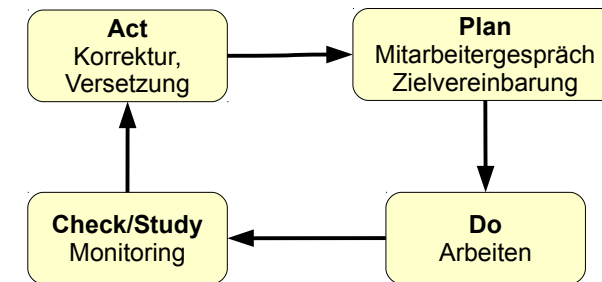 Act
Korrektur,
Versetzung
Plan
Mitarbeitergespräch
Zielvereinbarung
Check/Study
Monitoring
Do
Arbeiten